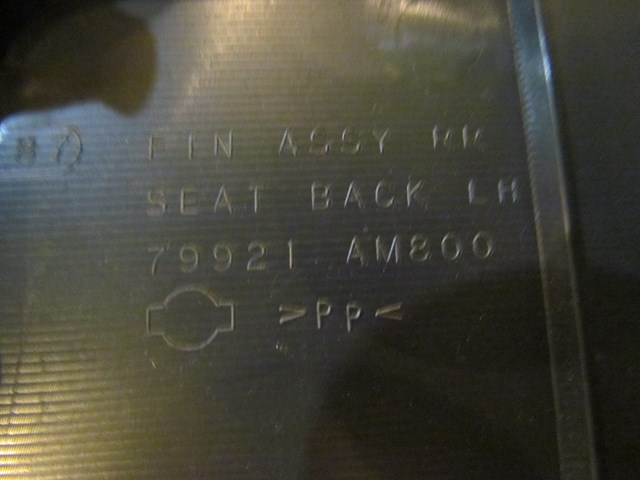 FIN ASSY RR
SEAT BACK LH
79921 AM800
>PP<